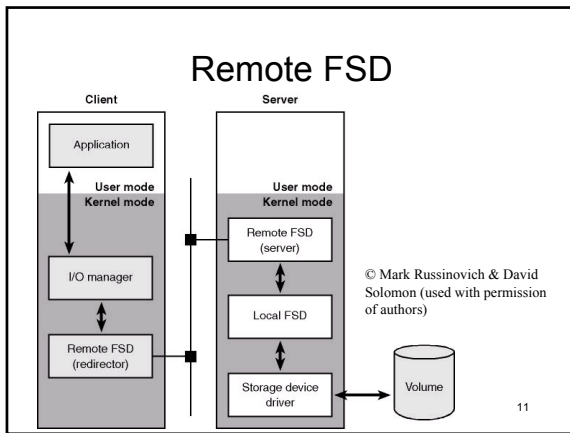 Remote FSD
Client
Server
Application
User mode
Kernel mode
I/O manager
Remote FSD
(redirector)
User mode
Kernel mode
Remote FSD
(server)
Local FSD
Storage device
driver
Volume
© Mark Russinovich & David
Solomon (used with permission
of authors)
11